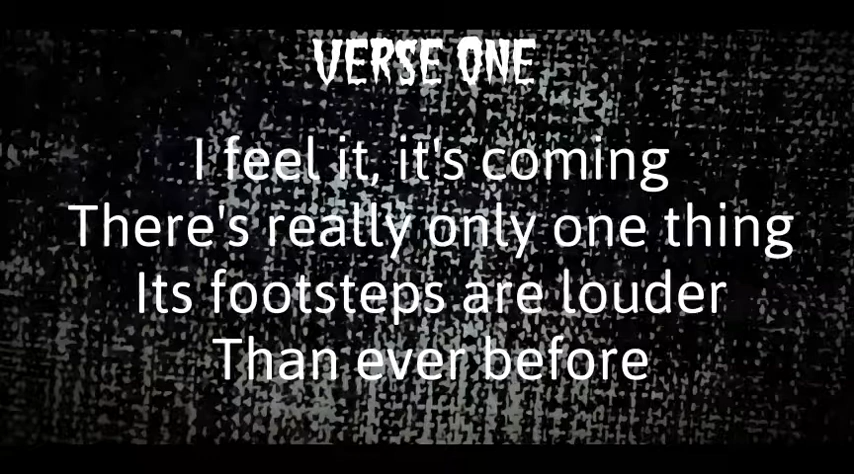 VERSE ONE
I feel it, it's coming
There's really only one thing
Its footsteps are louder
Than ever before